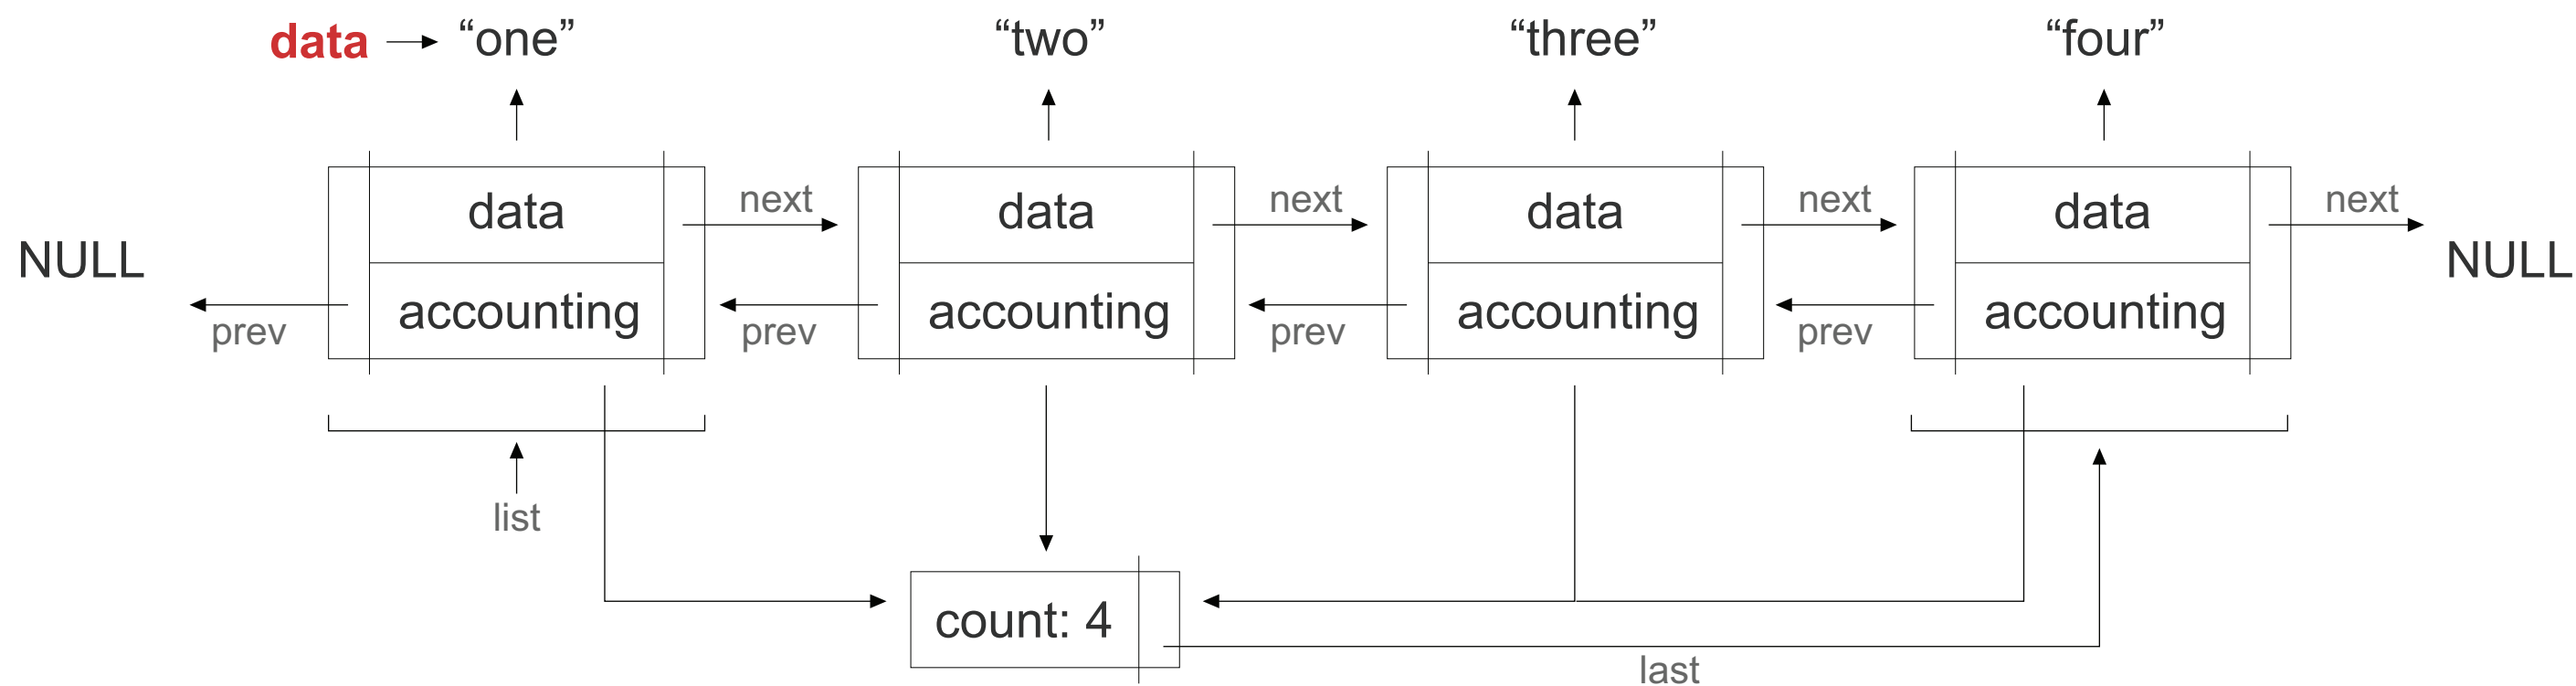 data “one” “two” “three” “four”
data next data next data next data next
NULL NULL
accounting accounting accounting accounting
prev prev prev prev
list
count: 4
last